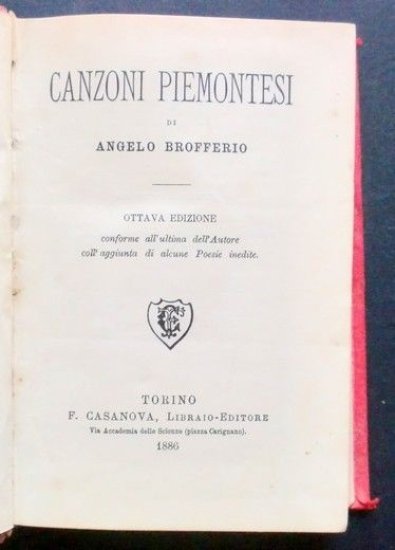 CANZONI PIEMONTESI
DI
ANGELO BROFFERIO
OTTAVA EDIZIONE
conforme all'ultima dell'Autore
coll'aggiunta di alcune Poesie inedite.
TORINO
F. CASANOVA, LIBRAIO-EDITORE
Via Accademia delle Scienze (piazza Carignano).
1886